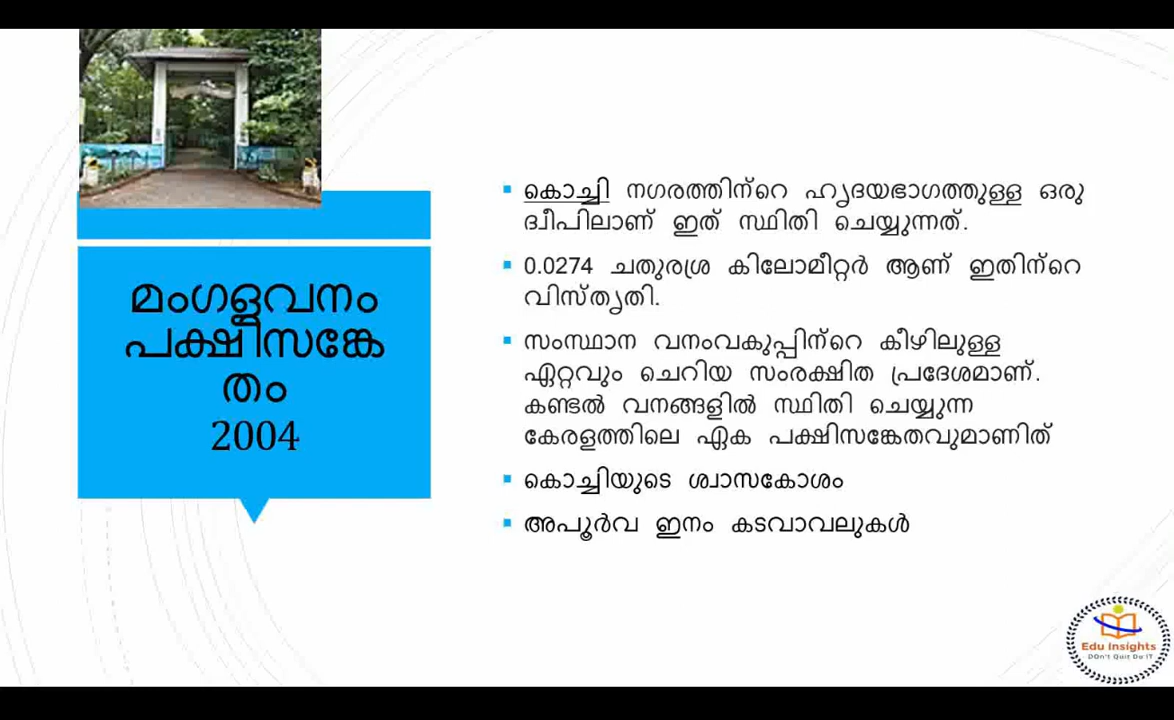 മംഗളവനം
പക്ഷിസങ്കേ
തം
2004
കൊച്ചി നഗരത്തിന്റെ ഹൃദയഭാഗത്തുള്ള ഒരു
ദ്വീപിലാണ് ഇത് സ്ഥിതി ചെയ്യുന്നത്.
0.0274 ചതുരശ്ര കിലോമീറ്റർ ആണ് ഇതിന്റെ
വിസ്തൃതി.
സംസ്ഥാന വനംവകുപ്പിന്റെ കീഴിലുള്ള
ഏറ്റവും ചെറിയ സംരക്ഷിത പ്രദേശമാണ്.
കണ്ടൽ വനങ്ങളിൽ സ്ഥിതി ചെയ്യുന്ന
കേരളത്തിലെ ഏക പക്ഷിസങ്കേതവുമാണിത്
കൊച്ചിയുടെ ശ്വാസകോശം
അപൂർവ ഇനം കടവാവലുകൾ
Edu Insights
DOn't Quit Do IT